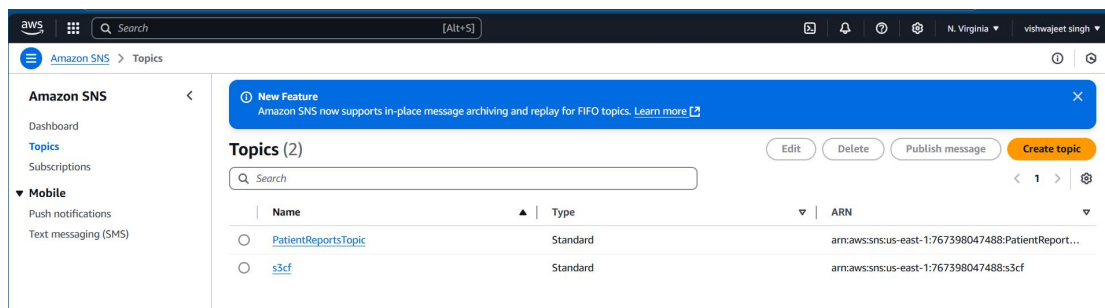 aws
Search [Alt+S] N. Virginia ▼ vishwajeet singh ▼
Amazon SNS > Topics
Amazon SNS
Dashboard
Topics
Subscriptions
▼ Mobile
Push notifications
Text messaging (SMS)
New Feature
Amazon SNS now supports in-place message archiving and replay for FIFO topics. Learn more
Topics (2)
Edit Delete Publish message Create topic
Search
< 1 >
Name Type ARN
PatientReportsTopic Standard arn:aws:sns:us-east-1:767398047488:PatientReport...
s3cf Standard arn:aws:sns:us-east-1:767398047488:s3cf